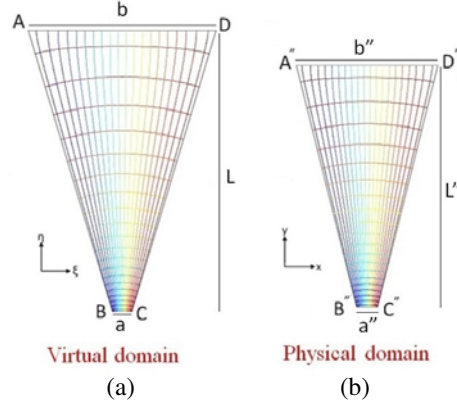 A b D
L
η
ξ
B C
a
Virtual domain
(a)
A″ b″ D″
L″
y
x
B″ C″
a″
Physical domain
(b)